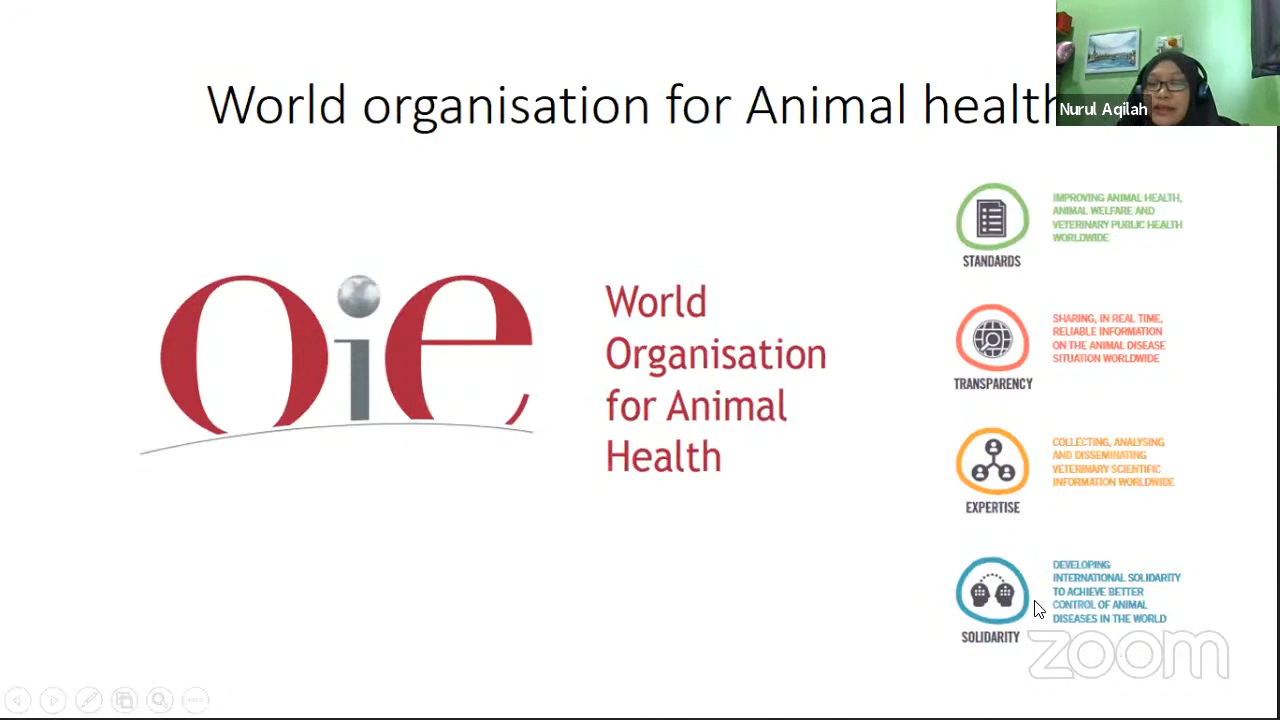 World organisation for Animal health
Nurul Aqilah
oie
World
Organisation
for Animal
Health
STANDARDS
IMPROVING ANIMAL HEALTH,
ANIMAL WELFARE AND
VETERINARY PUBLIC HEALTH
WORLDWIDE
TRANSPARENCY
SHARING, IN REAL TIME,
RELIABLE INFORMATION
ON THE ANIMAL DISEASE
SITUATION WORLDWIDE
EXPERTISE
COLLECTING, ANALYSING
AND DISSEMINATING
VETERINARY SCIENTIFIC
INFORMATION WORLDWIDE
SOLIDARITY
DEVELOPING
INTERNATIONAL SOLIDARITY
TO ACHIEVE BETTER
CONTROL OF ANIMAL
DISEASES IN THE WORLD
zoom